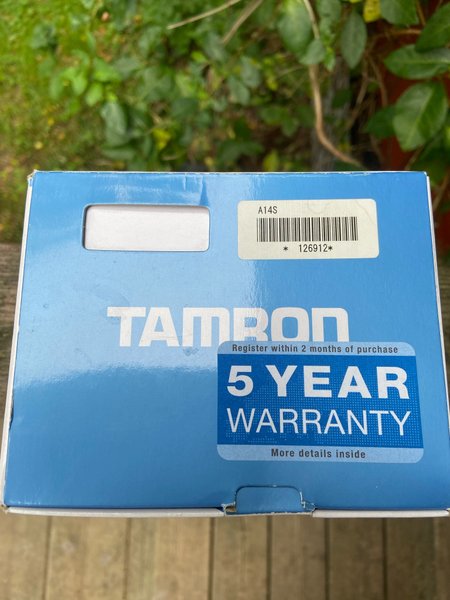 A14S
* 126912*
TAMRON
Register within 2 months of purchase
5 YEAR
WARRANTY
More details inside